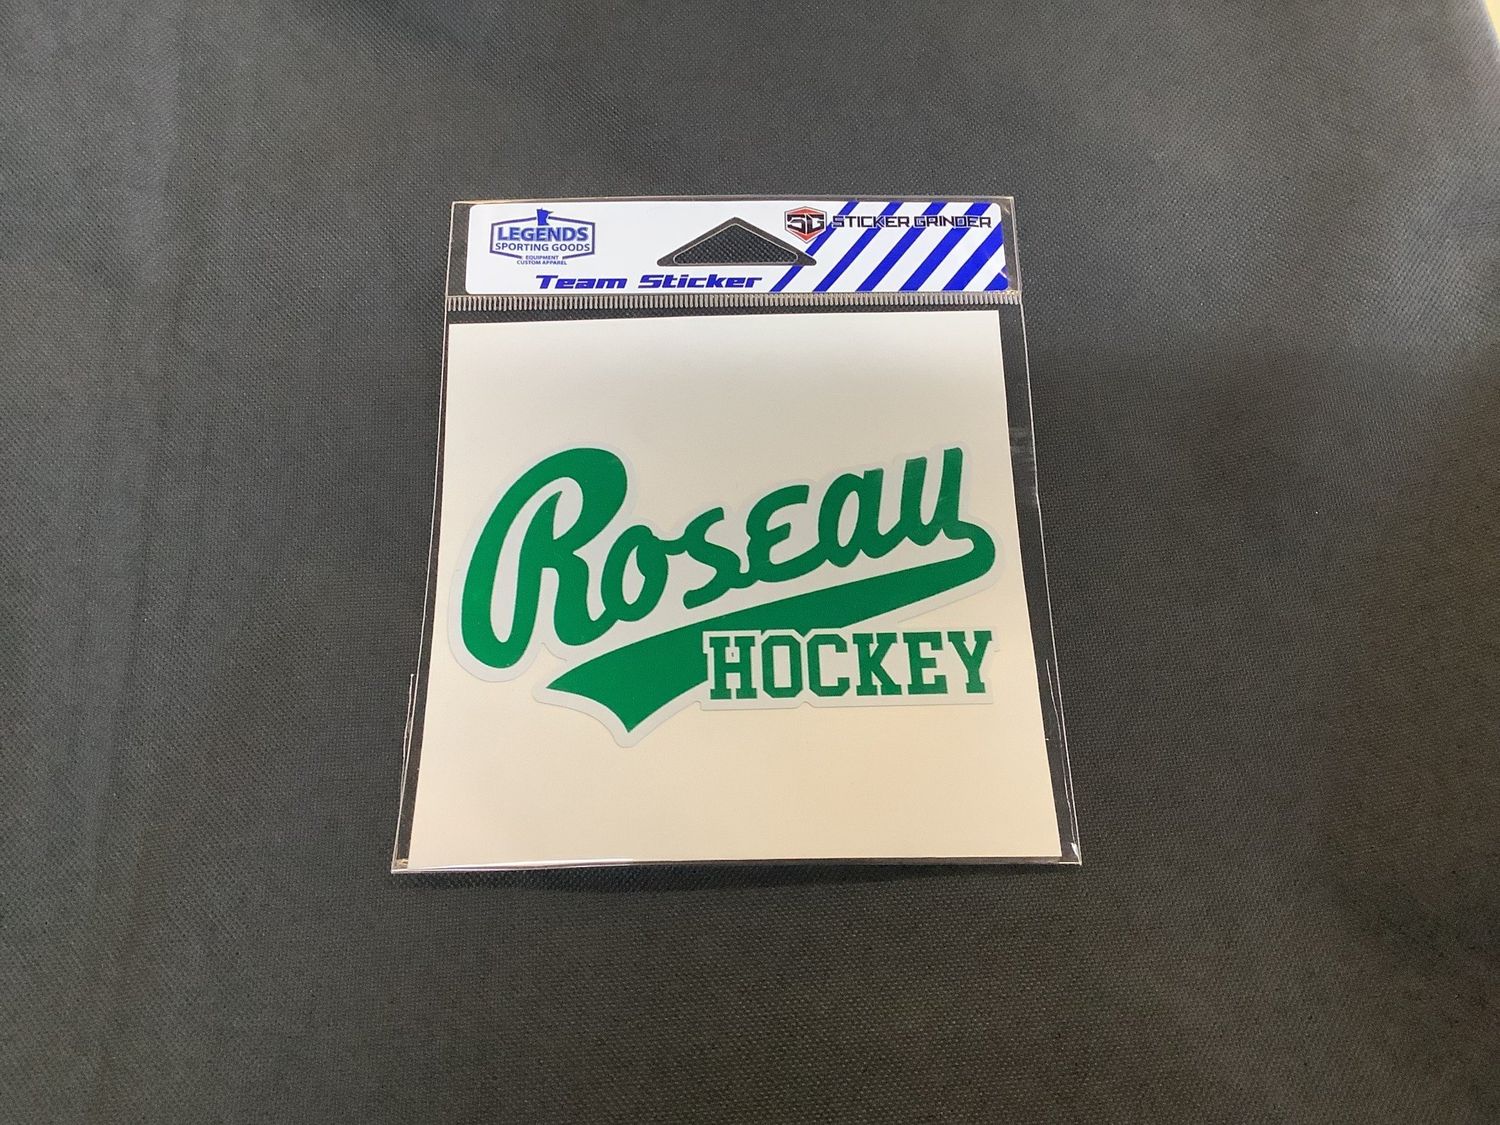 LEGENDS
SPORTING GOODS
EQUIPMENT
CUSTOM APPAREL
SG STICKER GRINDER
Team Sticker
Roseau
HOCKEY